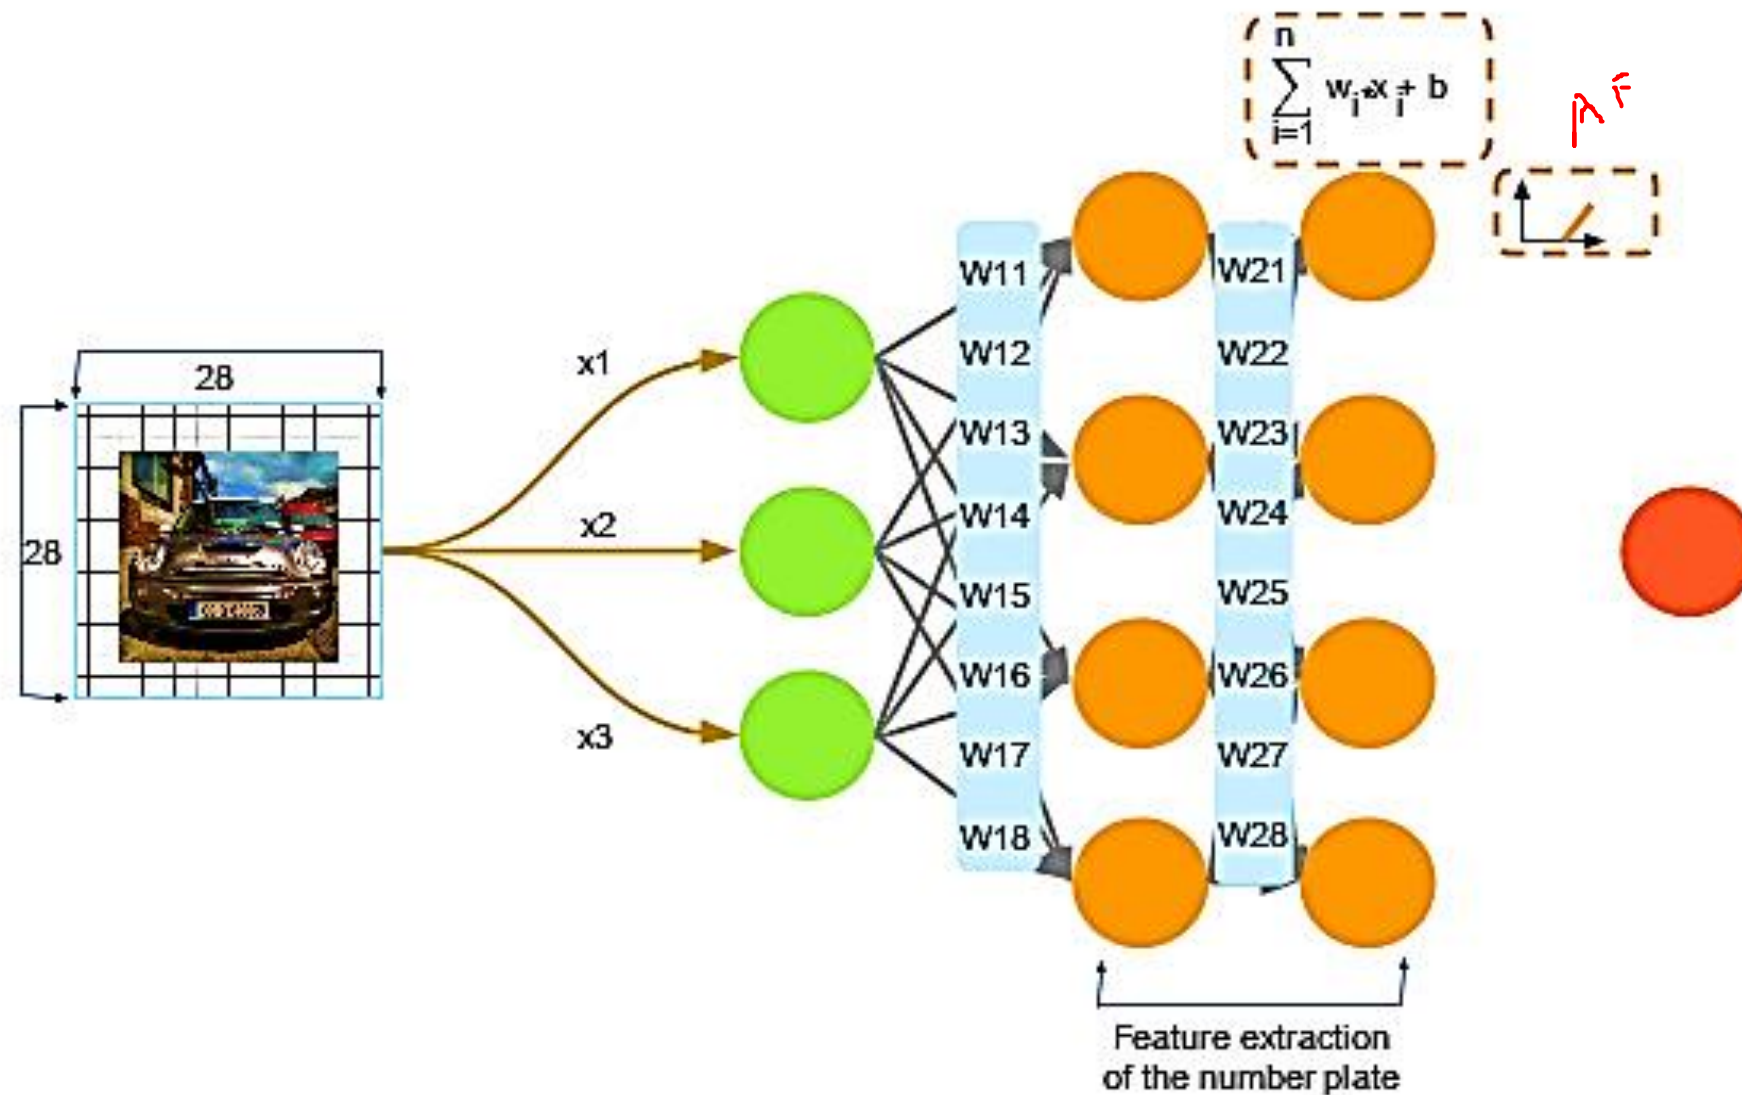 n
∑ wᵢ*xᵢ + b
i=1
AF
28
28
x1
x2
x3
W11
W12
W13
W14
W15
W16
W17
W18
W21
W22
W23
W24
W25
W26
W27
W28
Feature extraction
of the number plate